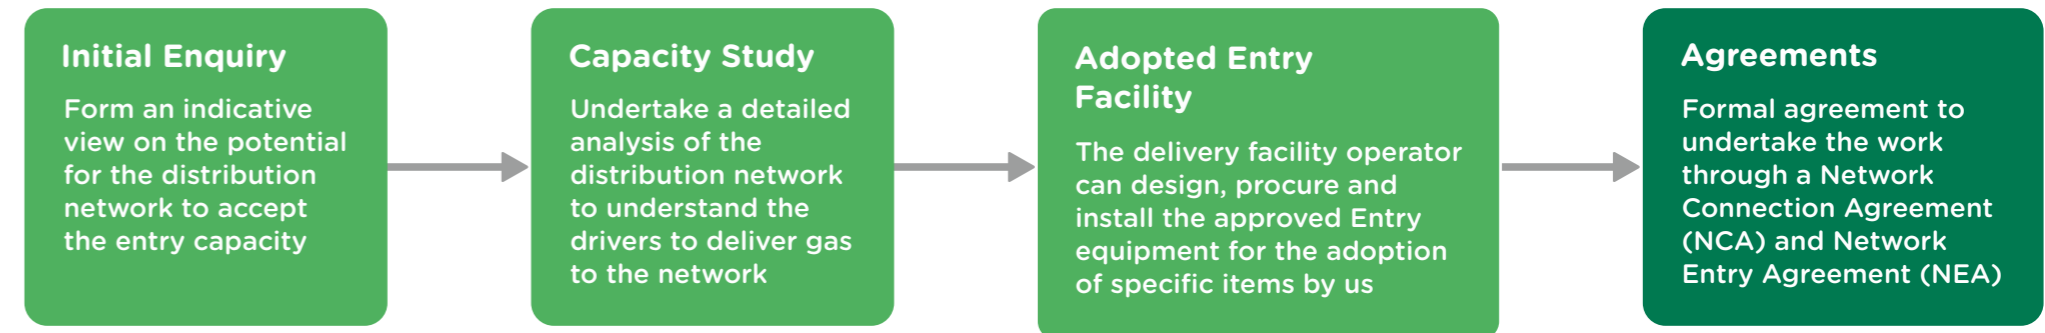 Initial Enquiry
Form an indicative
view on the potential
for the distribution
network to accept
the entry capacity
Capacity Study
Undertake a detailed
analysis of the
distribution network
to understand the
drivers to deliver gas
to the network
Adopted Entry
Facility
The delivery facility operator
can design, procure and
install the approved Entry
equipment for the adoption
of specific items by us
Agreements
Formal agreement to
undertake the work
through a Network
Connection Agreement
(NCA) and Network
Entry Agreement (NEA)